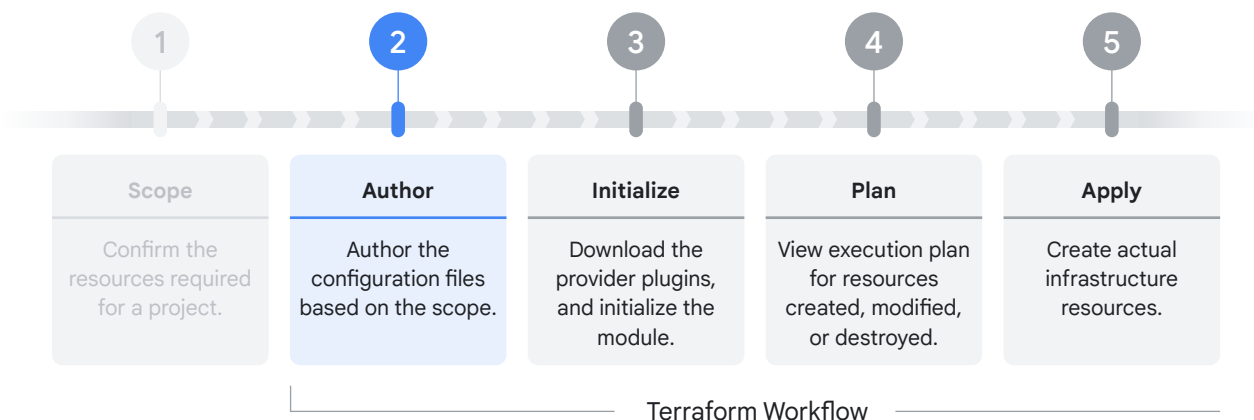 1
2
3
4
5
Scope
Confirm the
resources required
for a project.
Author
Author the
configuration files
based on the scope.
Initialize
Download the
provider plugins,
and initialize the
module.
Plan
View execution plan
for resources
created, modified,
or destroyed.
Apply
Create actual
infrastructure
resources.
Terraform Workflow